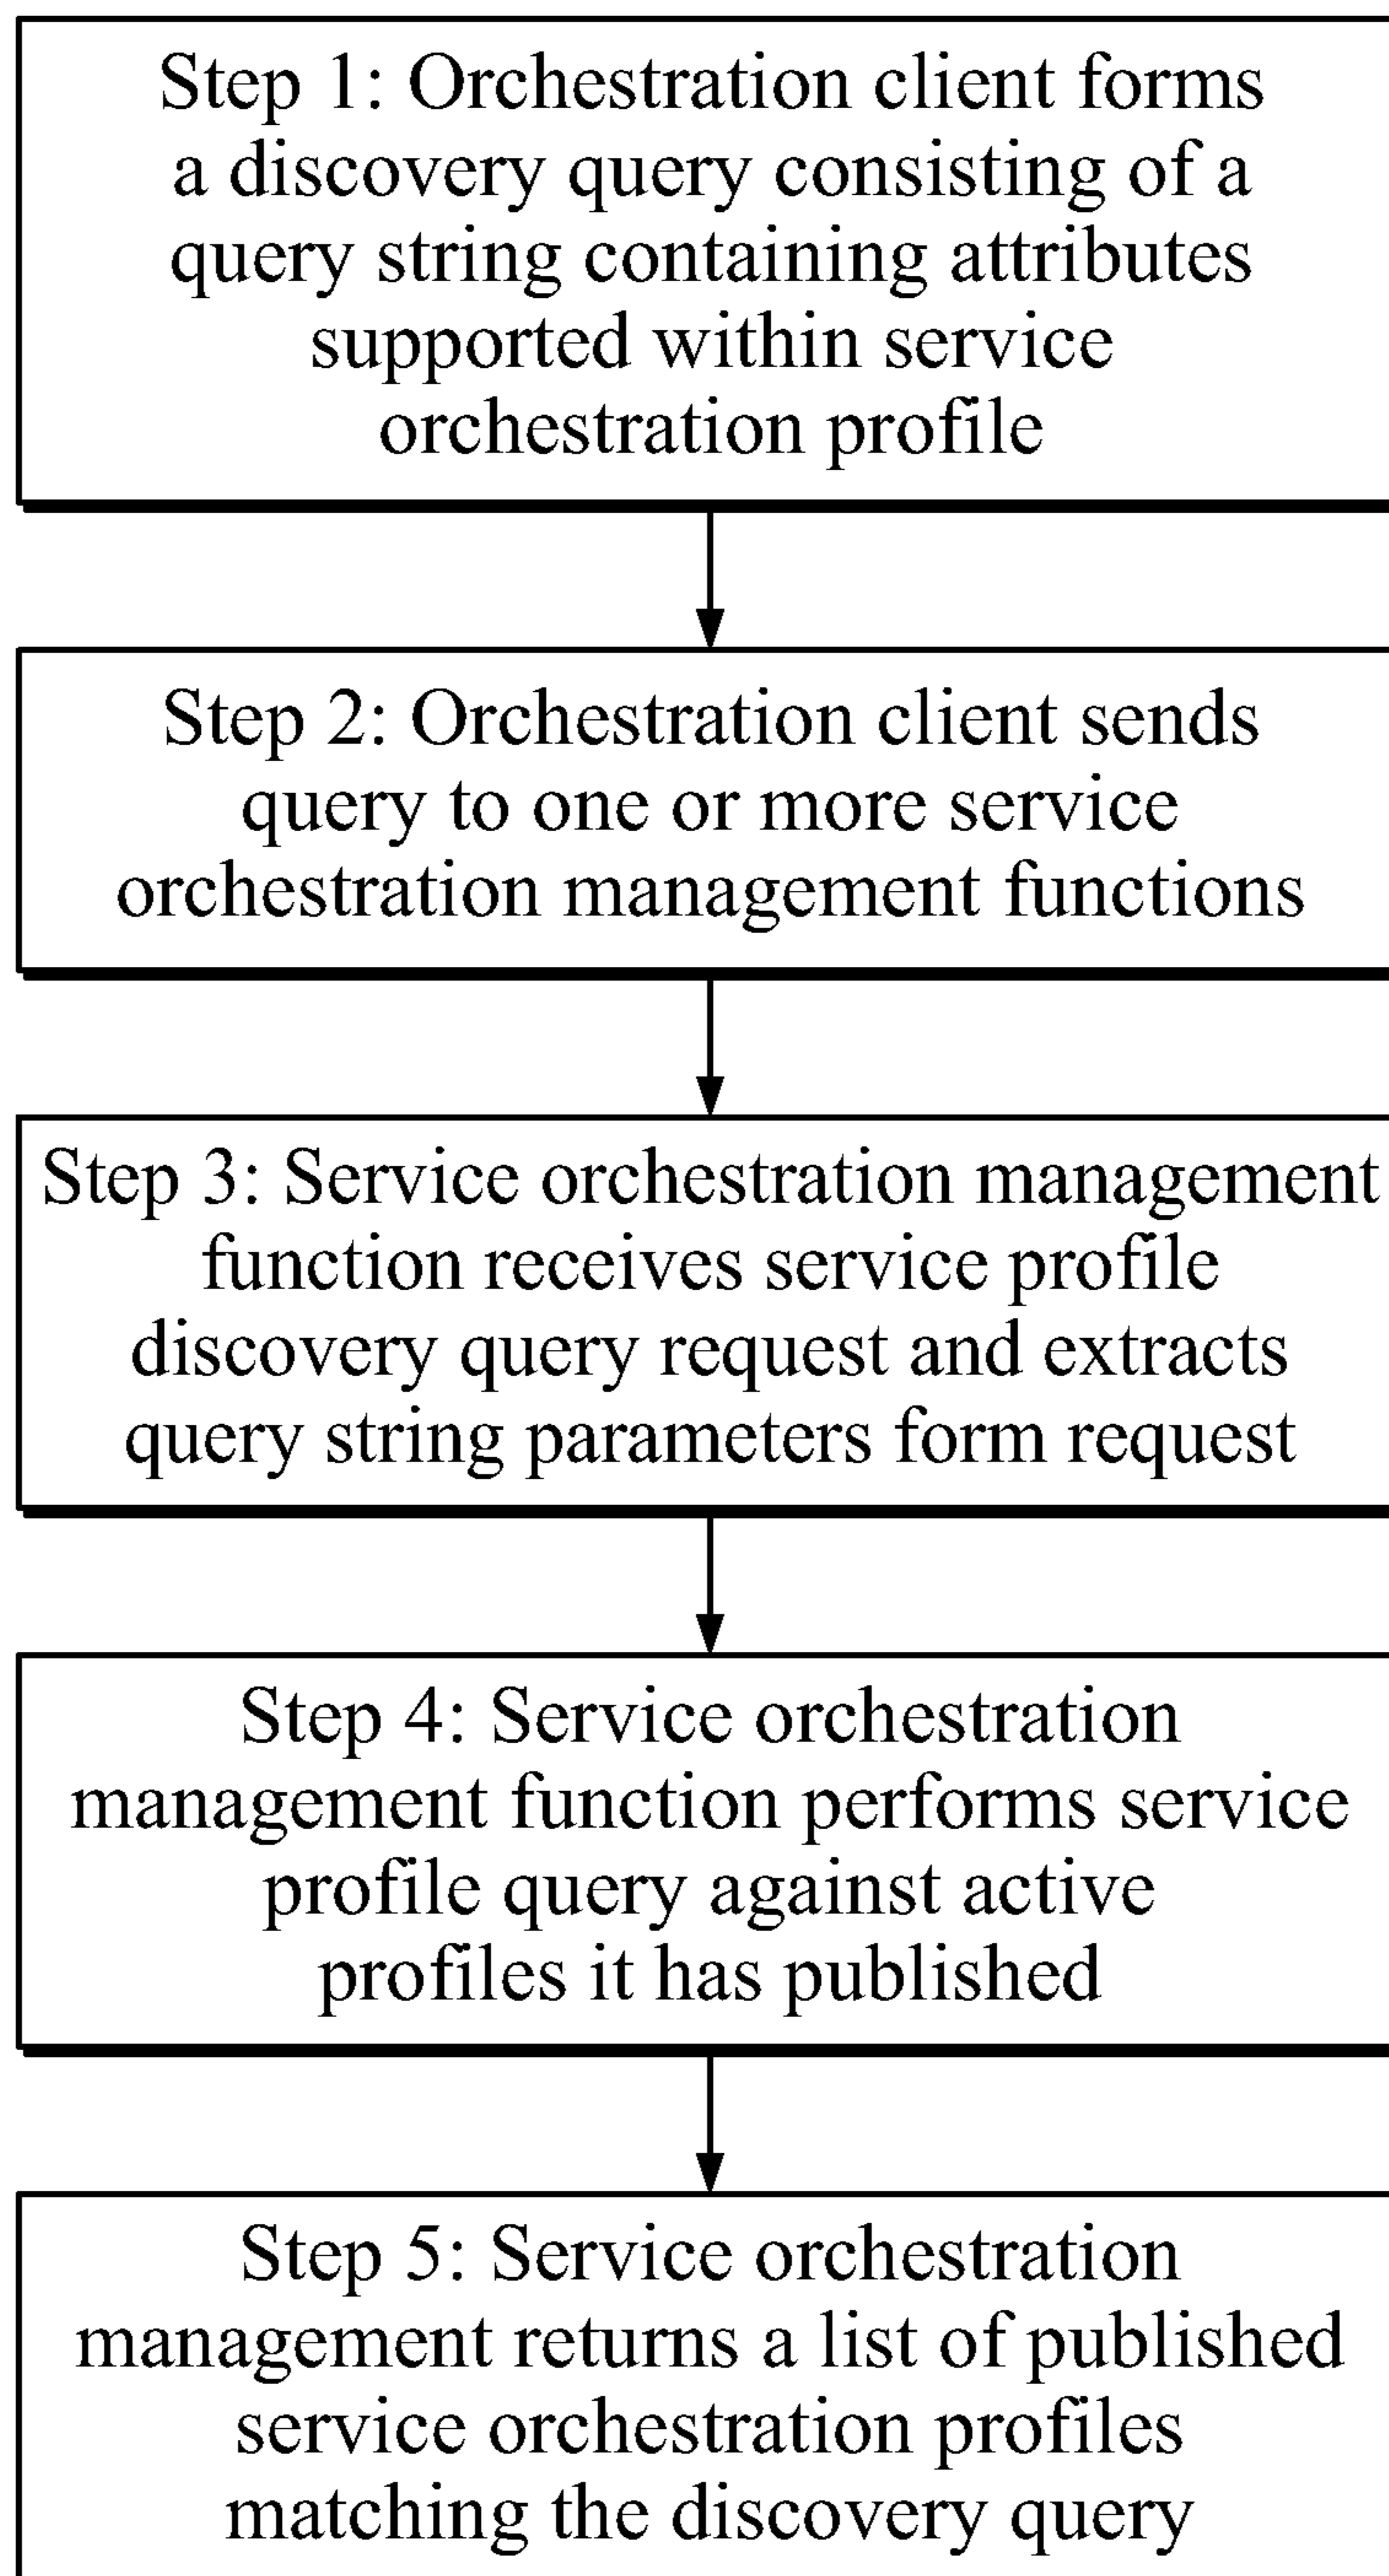 Step 1: Orchestration client forms
a discovery query consisting of a
query string containing attributes
supported within service
orchestration profile
Step 2: Orchestration client sends
query to one or more service
orchestration management functions
Step 3: Service orchestration management
function receives service profile
discovery query request and extracts
query string parameters form request
Step 4: Service orchestration
management function performs service
profile query against active
profiles it has published
Step 5: Service orchestration
management returns a list of published
service orchestration profiles
matching the discovery query